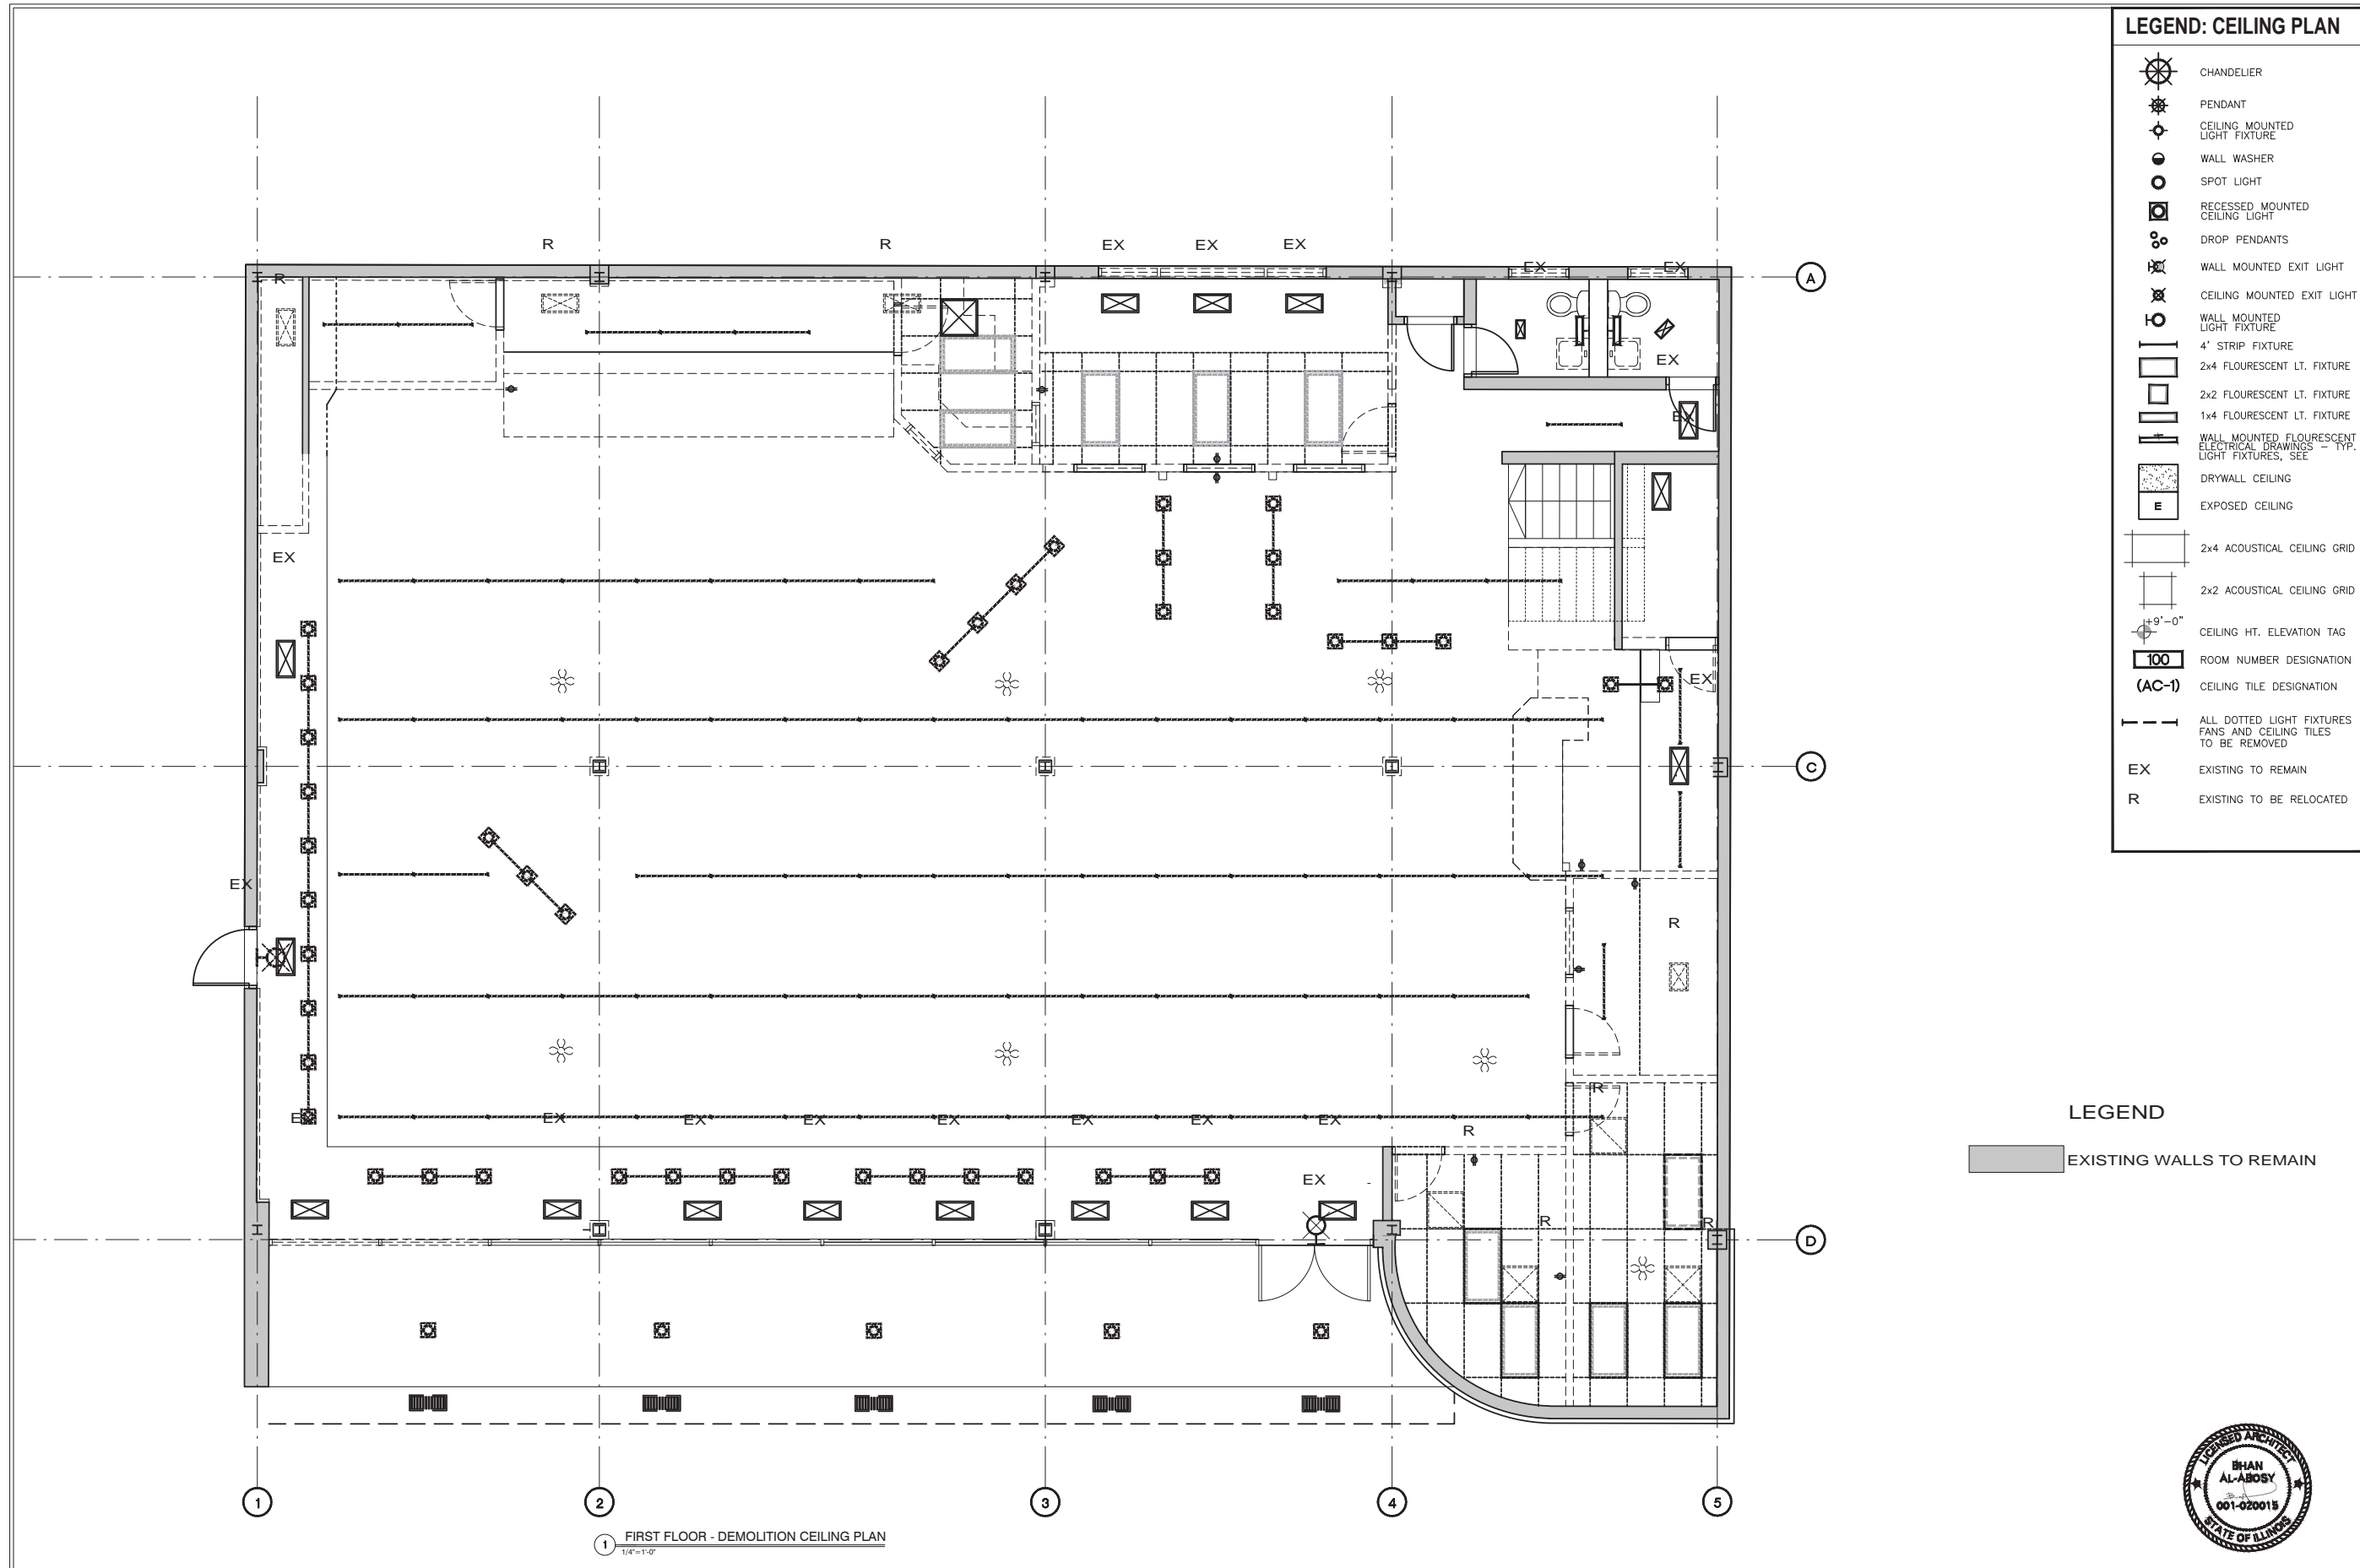 LEGEND: CEILING PLAN
CHANDELIER
PENDANT
CEILING MOUNTED
LIGHT FIXTURE
WALL WASHER
SPOT LIGHT
RECESSED MOUNTED
CEILING LIGHT
DROP PENDANTS
WALL MOUNTED EXIT LIGHT
CEILING MOUNTED EXIT LIGHT
WALL MOUNTED
LIGHT FIXTURE
4' STRIP FIXTURE
2x4 FLOURESCENT LT. FIXTURE
2x2 FLOURESCENT LT. FIXTURE
1x4 FLOURESCENT LT. FIXTURE
WALL MOUNTED FLOURESCENT
ELECTRICAL DRAWINGS – TYP.
LIGHT FIXTURES, SEE
DRYWALL CEILING
E EXPOSED CEILING
2x4 ACOUSTICAL CEILING GRID
2x2 ACOUSTICAL CEILING GRID
+9'-0" CEILING HT. ELEVATION TAG
100 ROOM NUMBER DESIGNATION
(AC-1) CEILING TILE DESIGNATION
ALL DOTTED LIGHT FIXTURES
FANS AND CEILING TILES
TO BE REMOVED
EX EXISTING TO REMAIN
R EXISTING TO BE RELOCATED
R R EX EX EX
R EX EX
A
EX
EX
EX
EX
C
EX
R
R
EX EX EX EX EX EX EX EX
R
EX
R R
D
1 2 3 4 5
1 FIRST FLOOR - DEMOLITION CEILING PLAN
1/4"=1'-0"
LEGEND
EXISTING WALLS TO REMAIN
LICENSED ARCHITECT
BHAN
AL-ABOSY
001-020015
STATE OF ILLINOIS